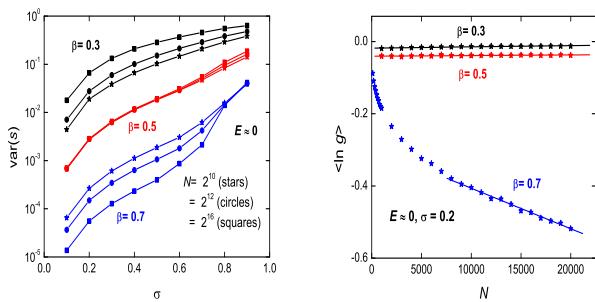 10⁰
10⁻¹
10⁻²
10⁻³
10⁻⁴
10⁻⁵
var(s)
0.0 0.2 0.4 0.6 0.8 1.0
σ
β= 0.3
β= 0.5
β= 0.7
E ≈ 0
N= 2¹⁰ (stars)
= 2¹² (circles)
= 2¹⁶ (squares)
0.0
-0.2
-0.4
-0.6
<ln g>
0 5000 10000 15000 20000
N
β= 0.3
β= 0.5
β= 0.7
E ≈ 0, σ = 0.2